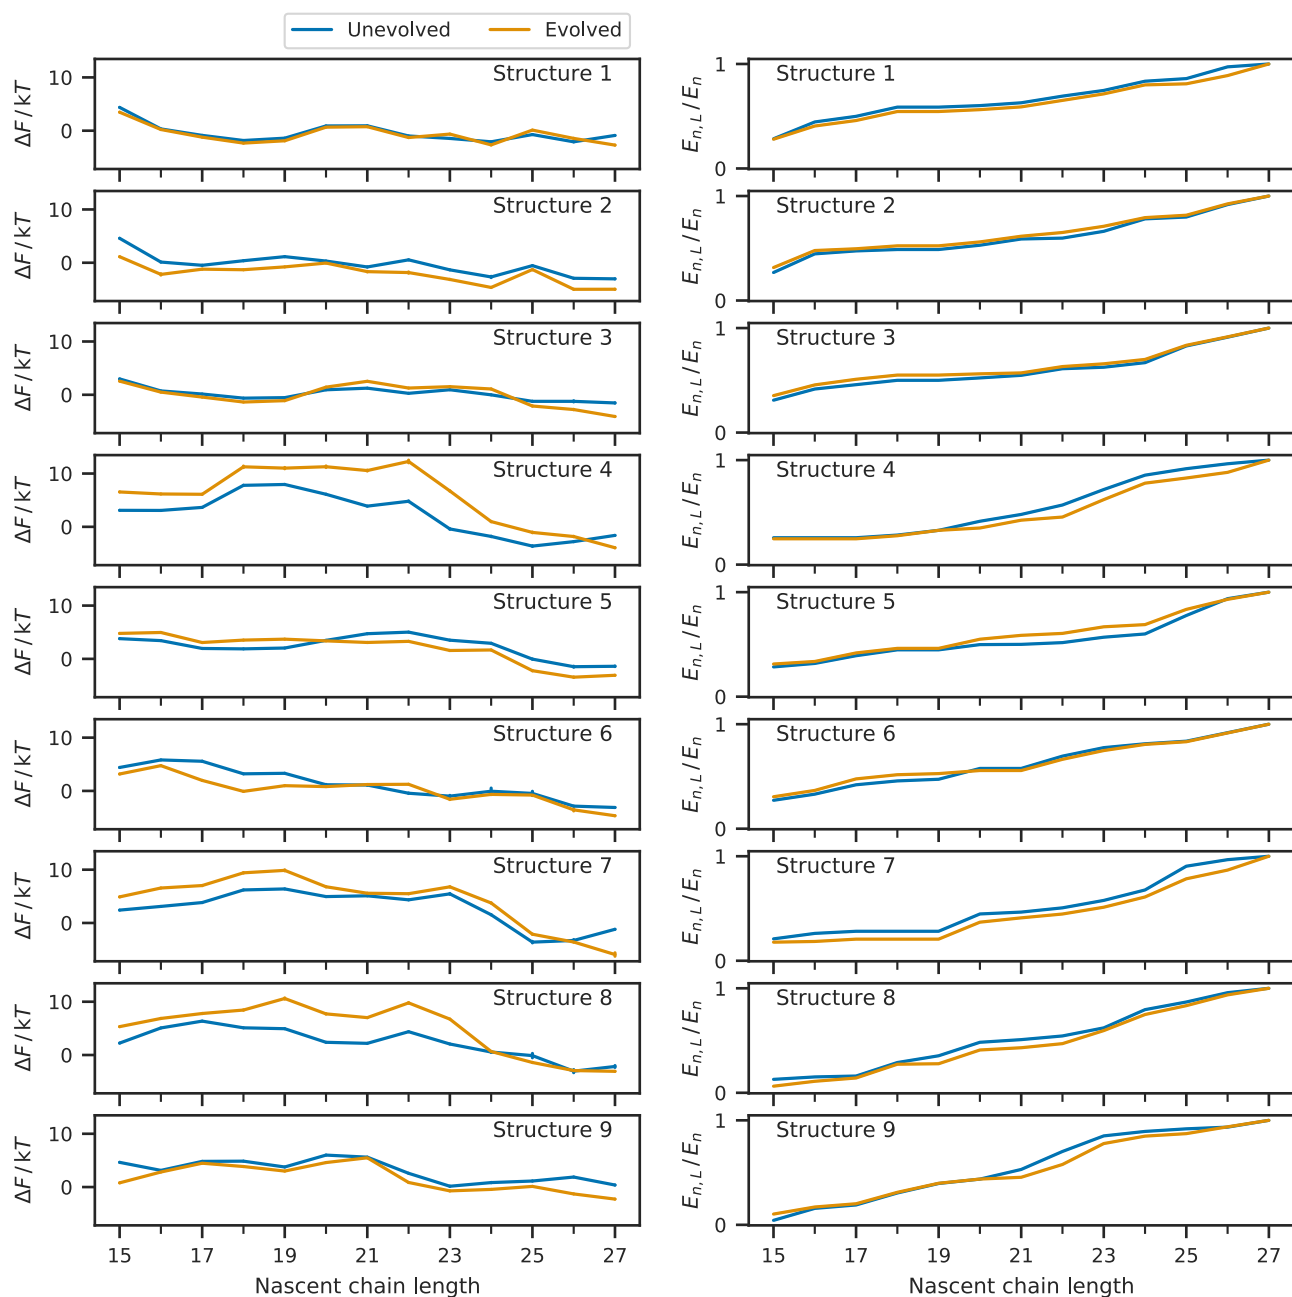 Unevolved Evolved
ΔF/kT 10 0 Structure 1
E_{n,L}/E_n 1 0 Structure 1
ΔF/kT 10 0 Structure 2
E_{n,L}/E_n 1 0 Structure 2
ΔF/kT 10 0 Structure 3
E_{n,L}/E_n 1 0 Structure 3
ΔF/kT 10 0 Structure 4
E_{n,L}/E_n 1 0 Structure 4
ΔF/kT 10 0 Structure 5
E_{n,L}/E_n 1 0 Structure 5
ΔF/kT 10 0 Structure 6
E_{n,L}/E_n 1 0 Structure 6
ΔF/kT 10 0 Structure 7
E_{n,L}/E_n 1 0 Structure 7
ΔF/kT 10 0 Structure 8
E_{n,L}/E_n 1 0 Structure 8
ΔF/kT 10 0 Structure 9
E_{n,L}/E_n 1 0 Structure 9
15 17 19 21 23 25 27
Nascent chain length
15 17 19 21 23 25 27
Nascent chain length